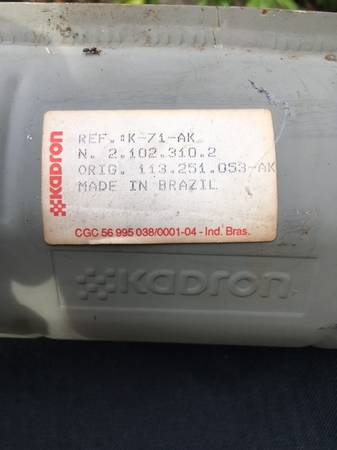 Kadron
REF.:K-71-AK
N. 2.102.310.2
ORIG. 113.251.053-AK
MADE IN BRAZIL
CGC 56 995 038/0001-04 - Ind. Bras.
Kadron